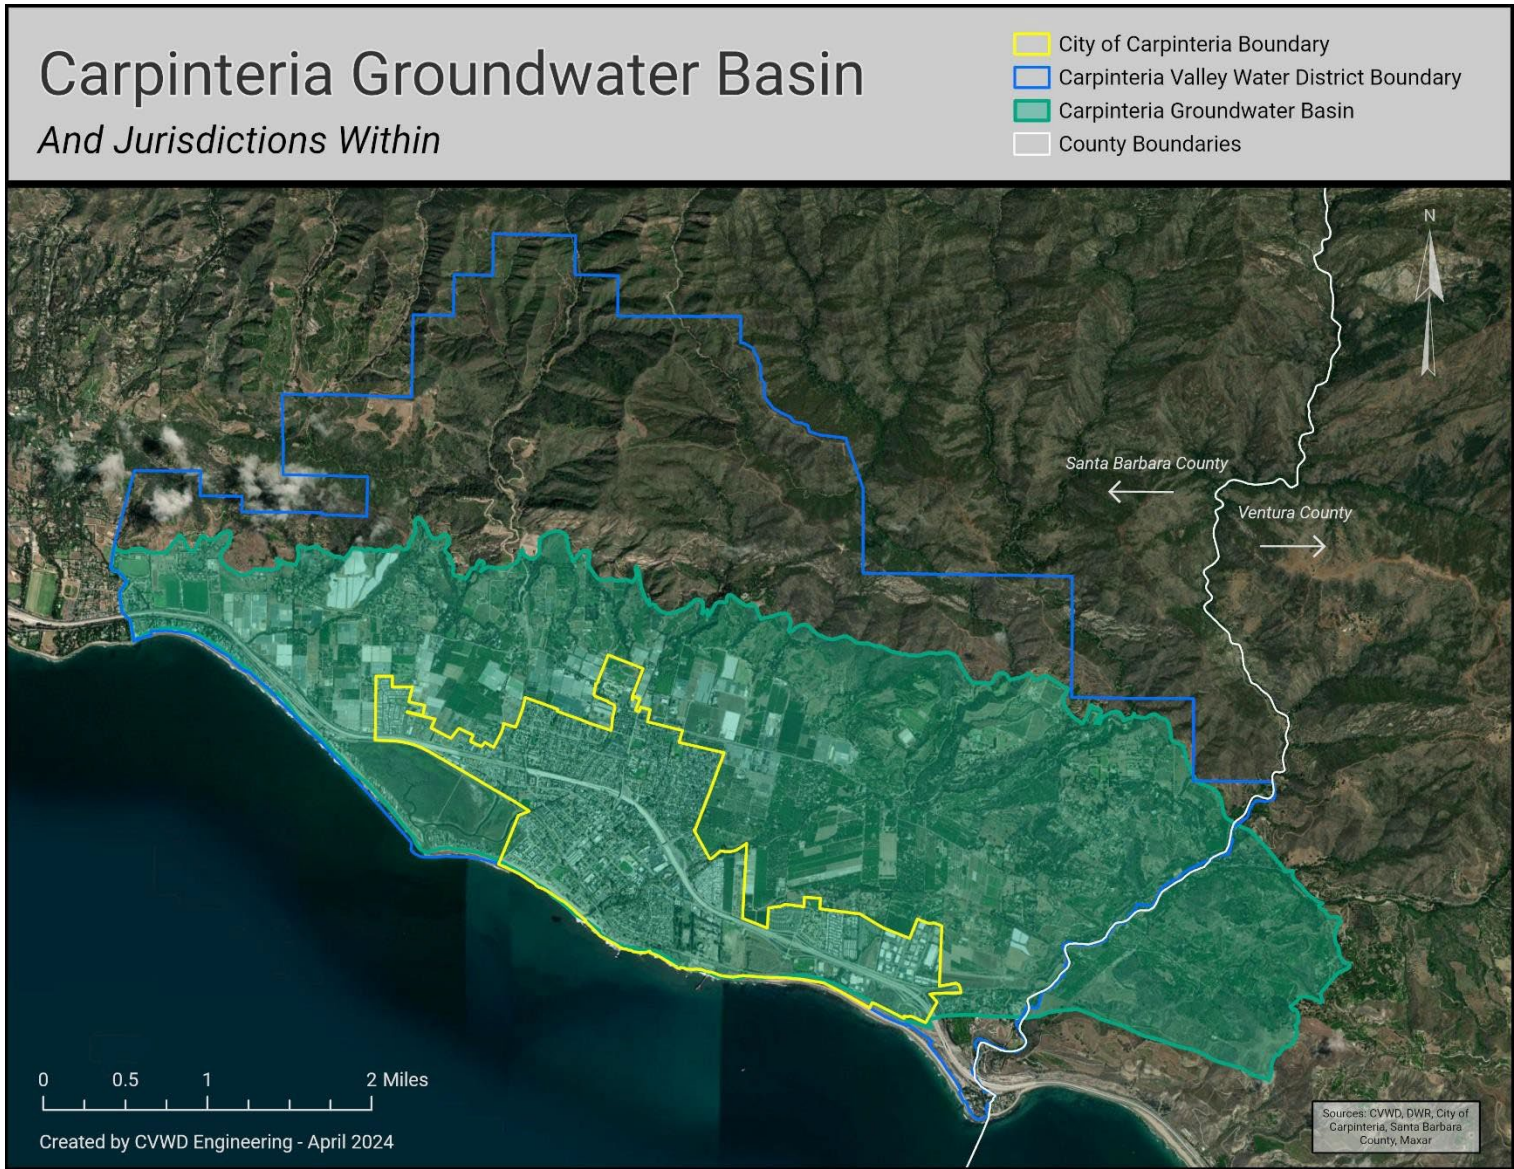 Carpinteria Groundwater Basin
And Jurisdictions Within
City of Carpinteria Boundary
Carpinteria Valley Water District Boundary
Carpinteria Groundwater Basin
County Boundaries
N
Santa Barbara County
Ventura County
0 0.5 1 2 Miles
Created by CVWD Engineering - April 2024
Sources: CVWD, DWR, City of
Carpinteria, Santa Barbara
County, Maxar